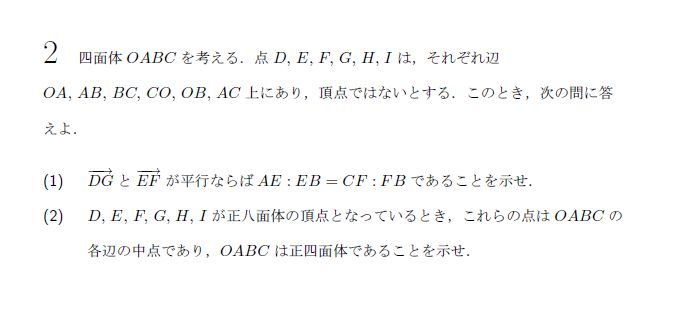 2 四面体 OABC を考える．点 D, E, F, G, H, I は，それぞれ辺
OA, AB, BC, CO, OB, AC 上にあり，頂点ではないとする．このとき，次の問に答
えよ．
(1) $\overrightarrow{DG}$ と $\overrightarrow{EF}$ が平行ならば AE : EB = CF : FB であることを示せ．
(2) D, E, F, G, H, I が正八面体の頂点となっているとき，これらの点は OABC の
各辺の中点であり，OABC は正四面体であることを示せ．